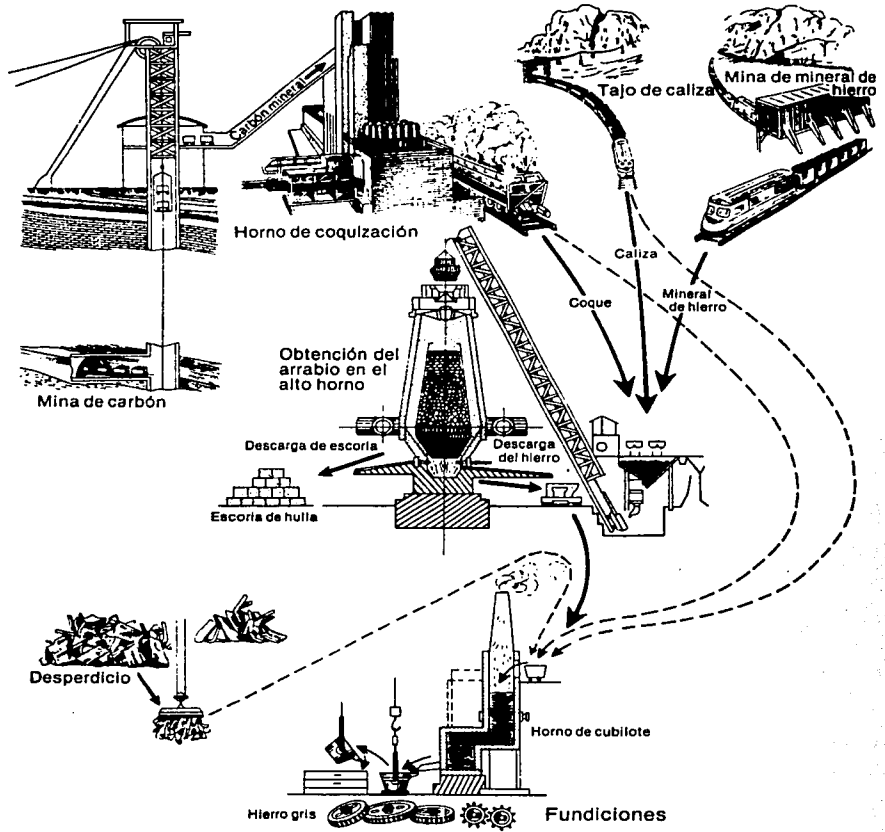 Carbón mineral
Tajo de caliza
Mina de mineral de
hierro
Horno de coquización
Caliza
Coque
Mineral
de hierro
Obtención del
arrabio en el
alto horno
Mina de carbón
Descarga de escoria
Descarga
del hierro
Escoria de hulla
Desperdicio
Horno de cubilote
Hierro gris
Fundiciones